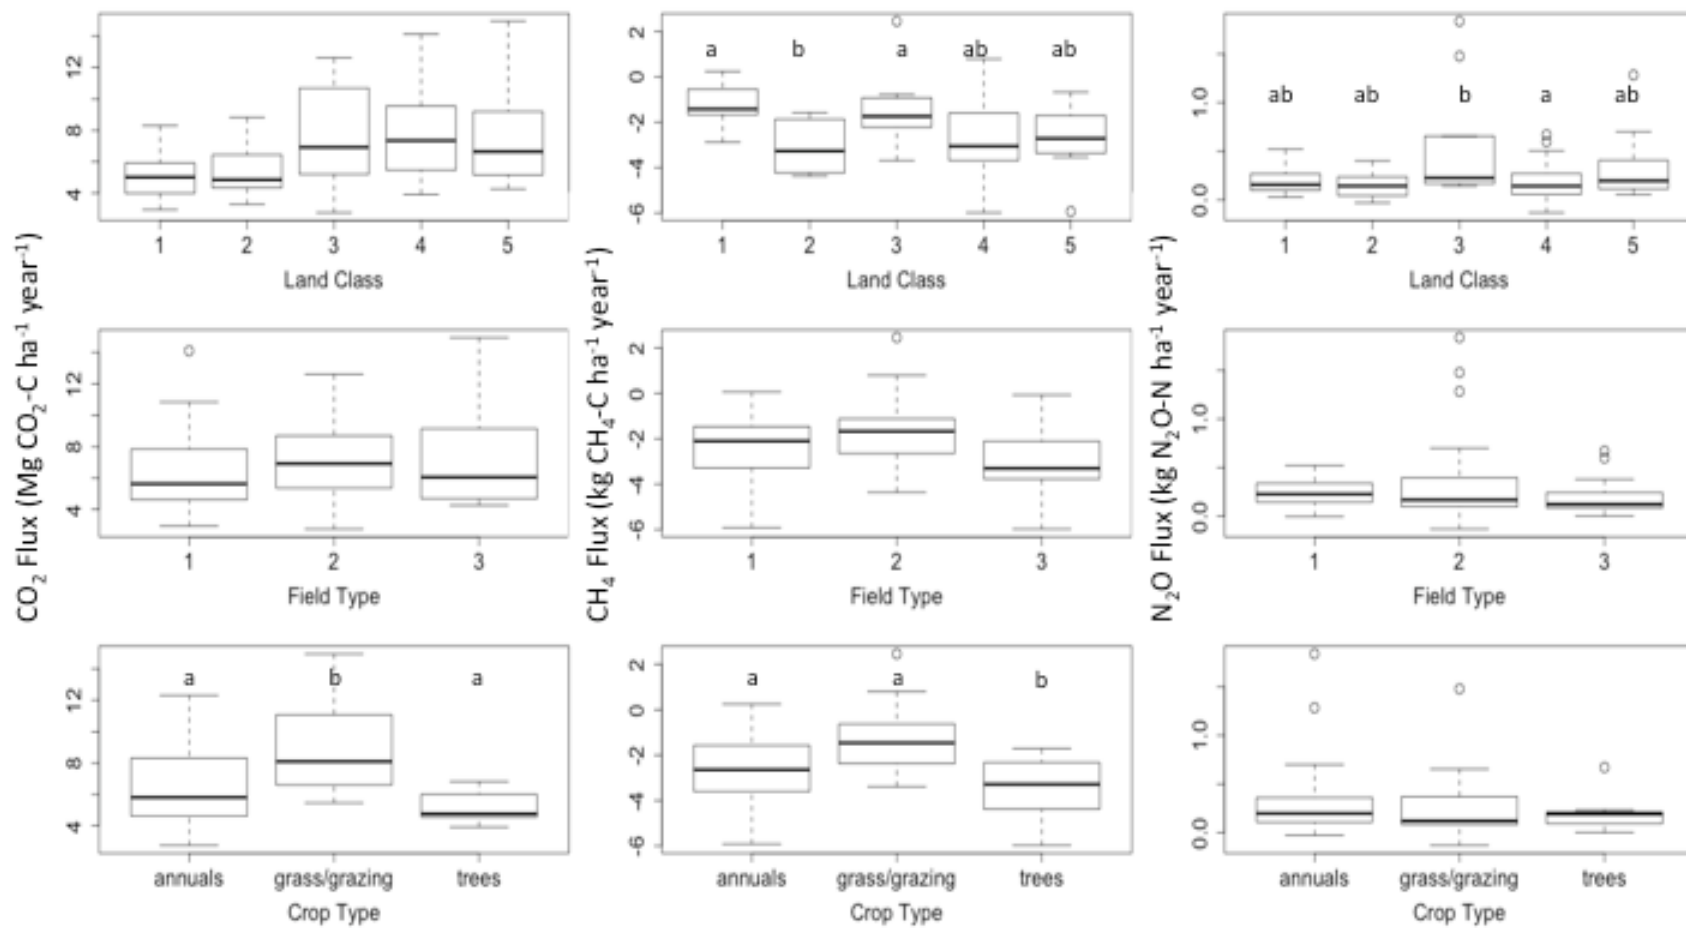 CO2 Flux (Mg CO2-C ha-1 year-1)
12
8
4
1 2 3 4 5
Land Class
CH4 Flux (kg CH4-C ha-1 year-1)
a b a ab ab
2
0
-2
-4
-6
1 2 3 4 5
Land Class
N2O Flux (kg N2O-N ha-1 year-1)
ab ab b a ab
1.0
0.0
1 2 3 4 5
Land Class
12
8
4
1 2 3
Field Type
2
0
-2
-4
-6
1 2 3
Field Type
1.0
0.0
1 2 3
Field Type
a b a
12
8
4
annuals grass/grazing trees
Crop Type
a a b
2
0
-2
-4
-6
annuals grass/grazing trees
Crop Type
1.0
0.0
annuals grass/grazing trees
Crop Type